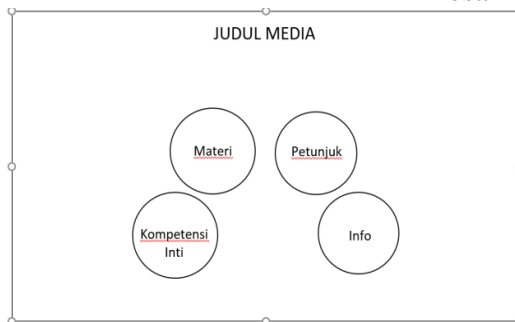 JUDUL MEDIA
Materi
Petunjuk
Kompetensi
Inti
Info